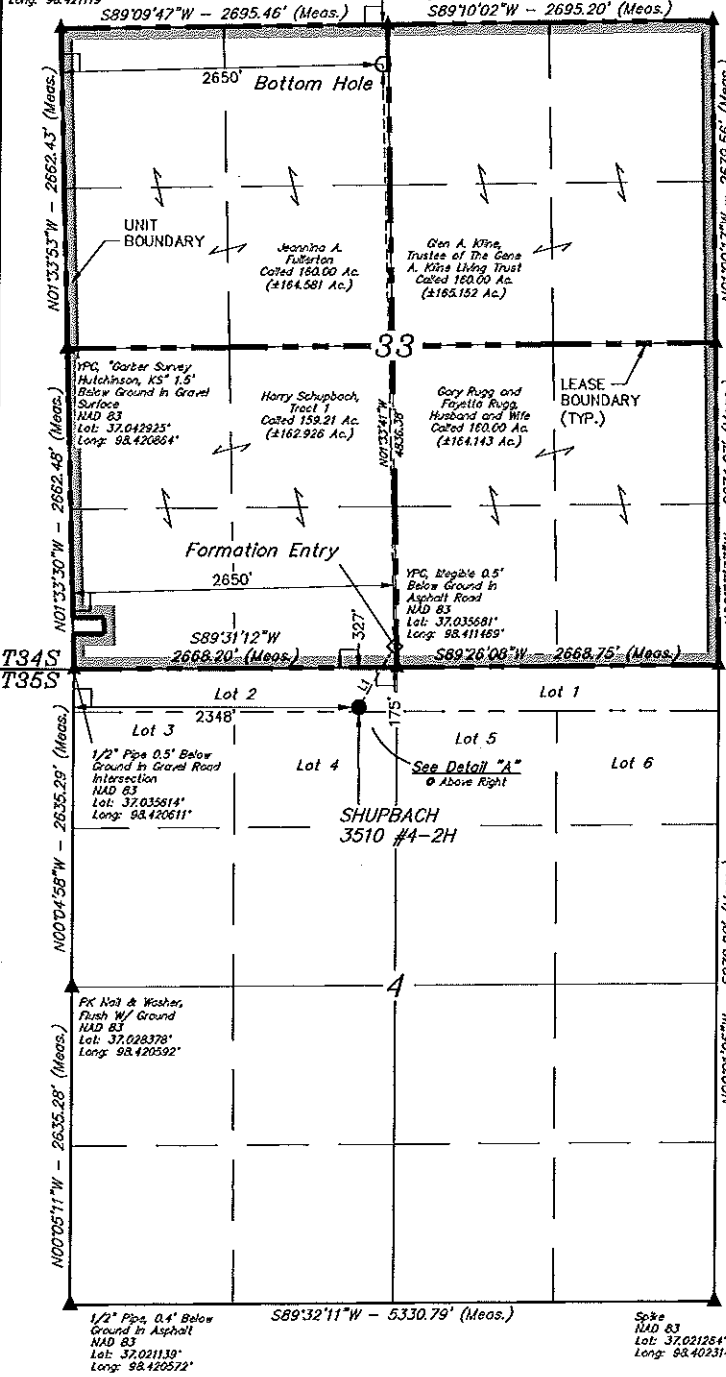 S89°09'47"W - 2695.46' (Meas.)
S89°10'02"W - 2695.20' (Meas.)
2650'
Bottom Hole
N01°33'53"W - 2662.43' (Meas.)
UNIT
BOUNDARY
Jeannina A.
Fullerton
Called 160.00 Ac.
(±164.581 Ac.)
Glen A. Kline,
Trustee of The Gene
A. Kline Living Trust
Called 160.00 Ac.
(±165.152 Ac.)
33
YPC, "Garber Survey
Hutchinson, KS" 1.5'
Below Ground in Gravel
Surface
NAD 83
Lat: 37.042925°
Long: 98.420864°
Harry Schupbach,
Tract 1
Called 159.21 Ac.
(±162.926 Ac.)
N01°33'41"W
4836.38'
Gary Rugg and
Fayetta Rugg,
Husband and Wife
Called 160.00 Ac.
(±164.143 Ac.)
LEASE
BOUNDARY
(TYP.)
N01°33'30"W - 2662.48' (Meas.)
Formation Entry
2650'
327'
YPC, Illegible 0.5'
Below Ground in
Asphalt Road
NAD 83
Lat: 37.035681°
Long: 98.411469°
S89°31'12"W
2668.20' (Meas.)
S89°26'08"W - 2668.75' (Meas.)
T34S
T35S
Lot 2
Lot 1
L1
175'
2348'
Lot 3
Lot 4
Lot 5
Lot 6
1/2" Pipe 0.5' Below
Ground in Gravel Road
Intersection
NAD 83
Lat: 37.035614°
Long: 98.420611°
See Detail "A"
@ Above Right
SHUPBACH
3510 #4-2H
N00°04'58"W - 2635.29' (Meas.)
4
PK Nail & Washer,
Flush W/ Ground
NAD 83
Lat: 37.028378°
Long: 98.420592°
N00°05'11"W - 2635.28' (Meas.)
S89°32'11"W - 5330.79' (Meas.)
1/2" Pipe, 0.4' Below
Ground in Asphalt
NAD 83
Lat: 37.021139°
Long: 98.420572°
Spike
NAD 83
Lat: 37.021264°
Long: 98.402314